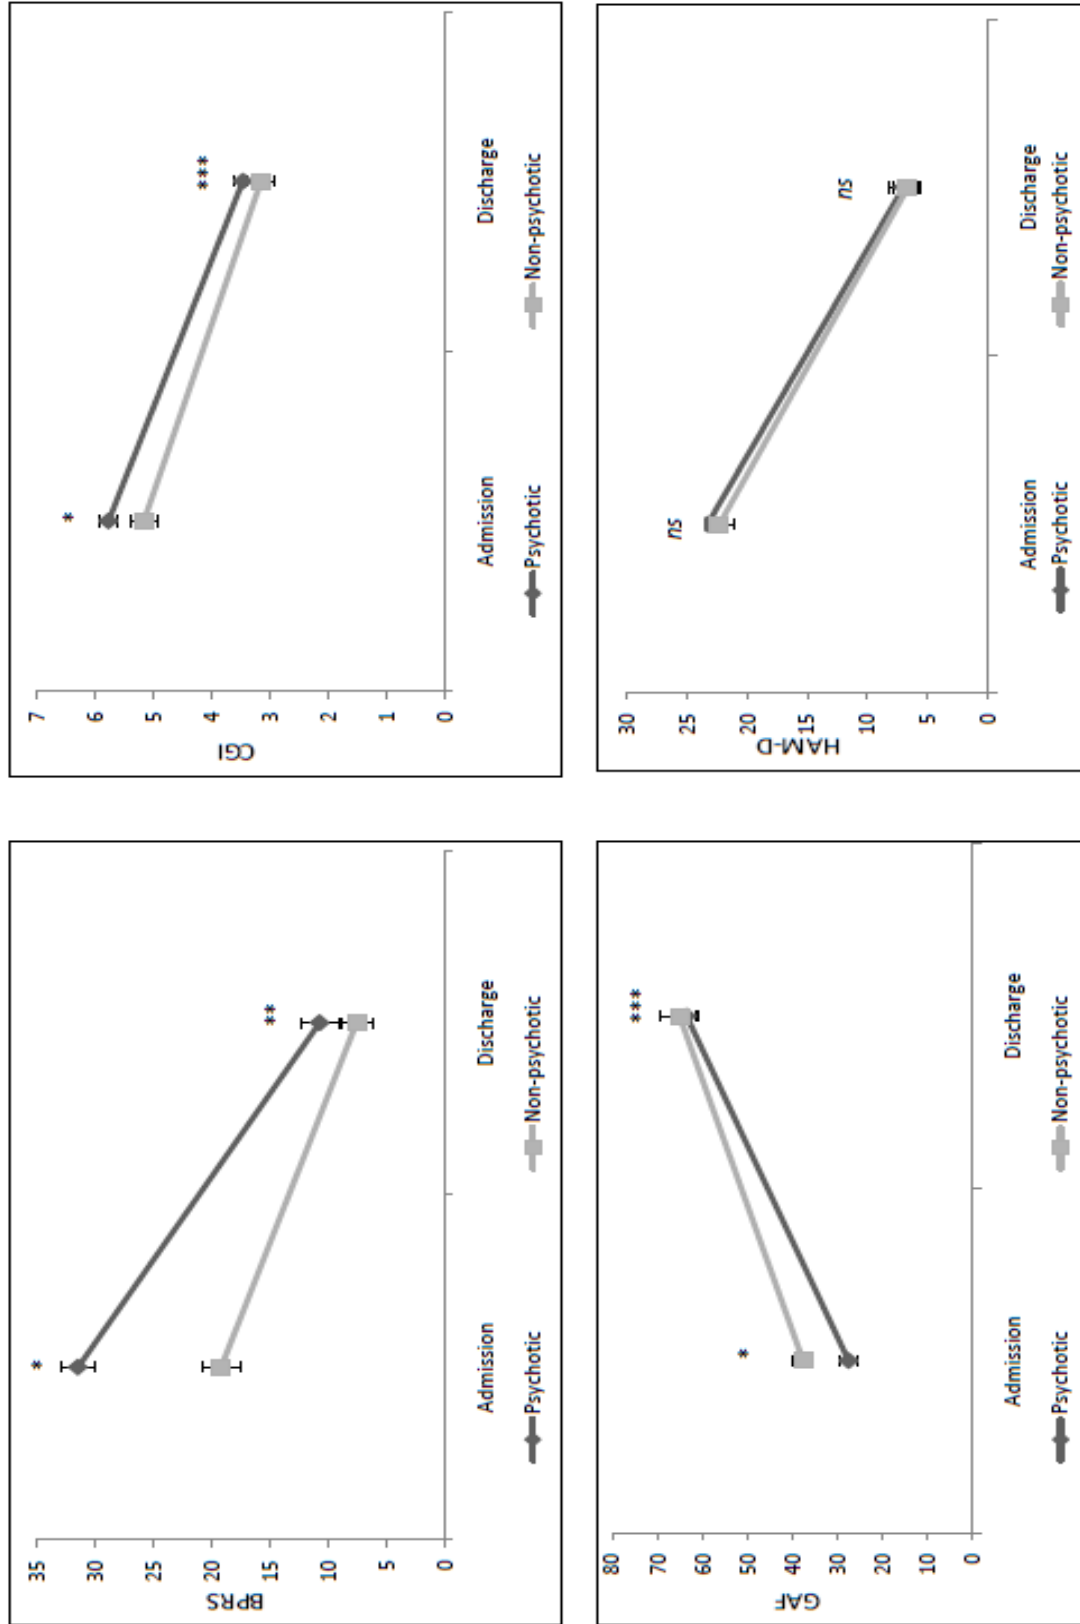 BPRS
35
30
25
20
15
10
5
0
*
**
Admission Discharge
Psychotic Non-psychotic
CGI
7
6
5
4
3
2
1
0
*
***
Admission Discharge
Psychotic Non-psychotic
GAF
80
70
60
50
40
30
20
10
0
*
***
Admission Discharge
Psychotic Non-psychotic
HAM-D
30
25
20
15
10
5
0
ns
ns
Admission Discharge
Psychotic Non-psychotic